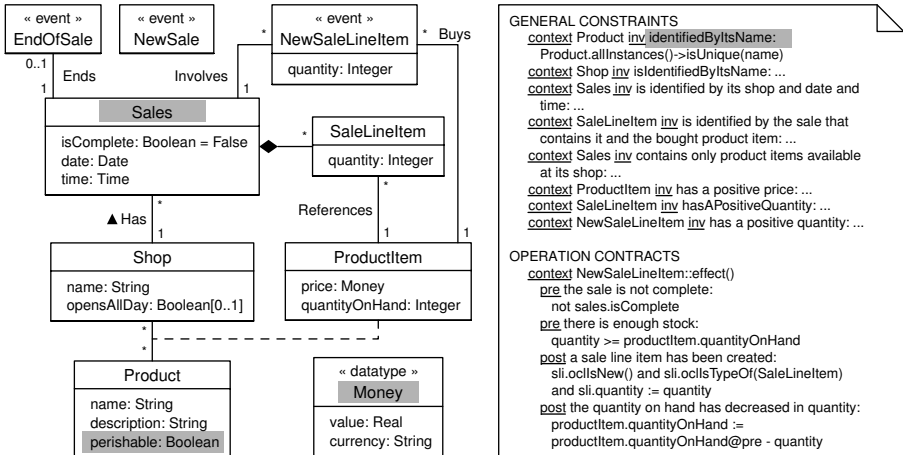 « event »
EndOfSale
« event »
NewSale
« event »
NewSaleLineItem
quantity: Integer
* Buys
*
0..1
Ends
1
Involves
1
Sales
isComplete: Boolean = False
date: Date
time: Time
*
SaleLineItem
quantity: Integer
*
References
1
1
*
▲Has
1
Shop
name: String
opensAllDay: Boolean[0..1]
ProductItem
price: Money
quantityOnHand: Integer
*
*
Product
name: String
description: String
perishable: Boolean
« datatype »
Money
value: Real
currency: String
GENERAL CONSTRAINTS
context Product inv identifiedByItsName:
Product.allInstances()->isUnique(name)
context Shop inv isIdentifiedByItsName: ...
context Sales inv is identified by its shop and date and
time: ...
context SaleLineItem inv is identified by the sale that
contains it and the bought product item: ...
context Sales inv contains only product items available
at its shop: ...
context ProductItem inv has a positive price: ...
context SaleLineItem inv hasAPositiveQuantity: ...
context NewSaleLineItem inv has a positive quantity: ...
OPERATION CONTRACTS
context NewSaleLineItem::effect()
pre the sale is not complete:
not sales.isComplete
pre there is enough stock:
quantity >= productItem.quantityOnHand
post a sale line item has been created:
sli.oclIsNew() and sli.oclIsTypeOf(SaleLineItem)
and sli.quantity := quantity
post the quantity on hand has decreased in quantity:
productItem.quantityOnHand :=
productItem.quantityOnHand@pre - quantity